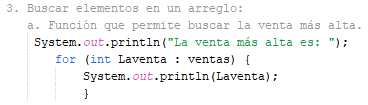 3. Buscar elementos en un arreglo:
a. Función que permite buscar la venta más alta.
System.out.println("La venta más alta es: ");
for (int Laventa : ventas) {
System.out.println(Laventa);
}